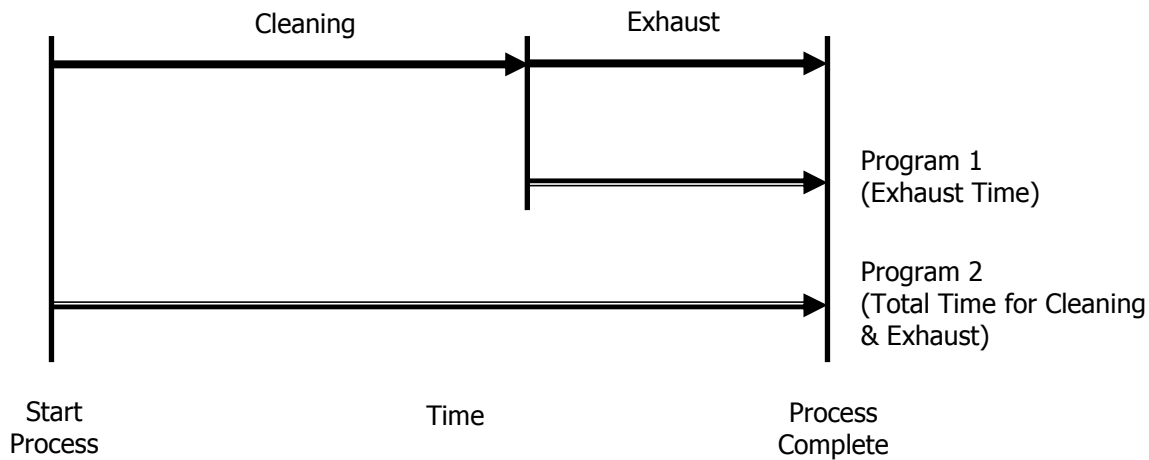 Cleaning
Exhaust
Program 1
(Exhaust Time)
Program 2
(Total Time for Cleaning
& Exhaust)
Start
Process
Time
Process
Complete